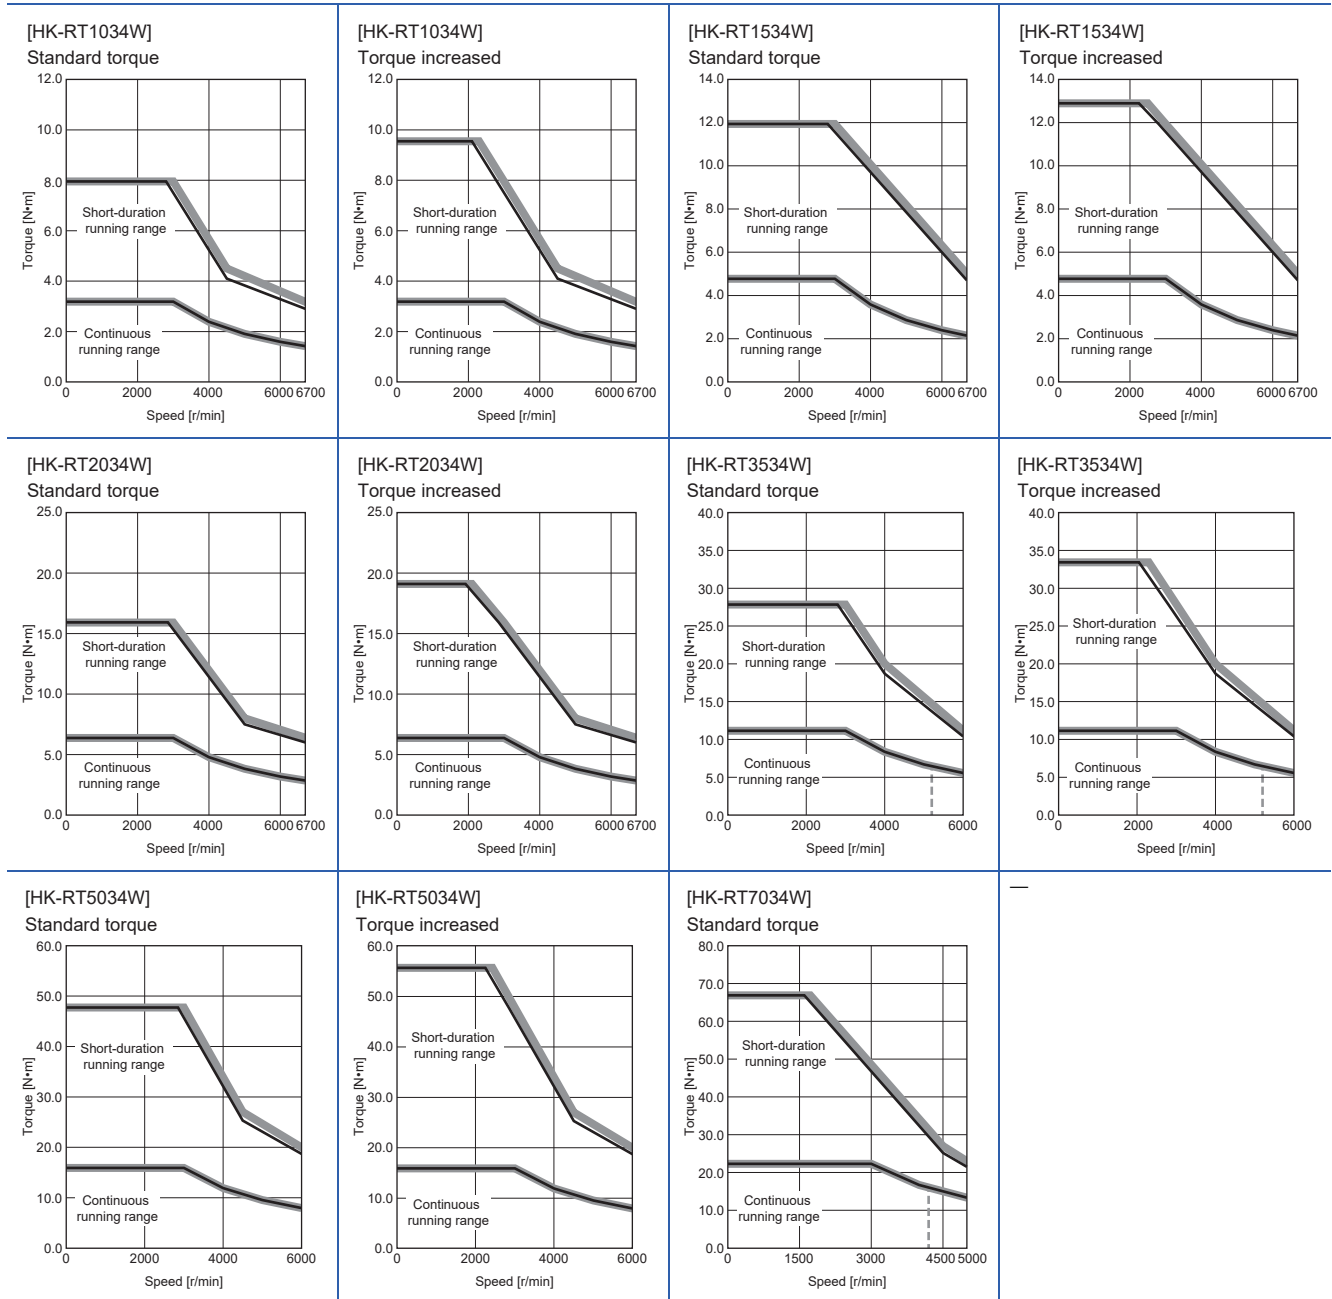 [HK-RT1034W]
Standard torque
12.0
10.0
8.0
6.0
4.0
2.0
0.0
Torque [N•m]
Short-duration
running range
Continuous
running range
0 2000 4000 6000 6700
Speed [r/min]
[HK-RT1034W]
Torque increased
12.0
10.0
8.0
6.0
4.0
2.0
0.0
Torque [N•m]
Short-duration
running range
Continuous
running range
0 2000 4000 6000 6700
Speed [r/min]
[HK-RT1534W]
Standard torque
14.0
12.0
10.0
8.0
6.0
4.0
2.0
0.0
Torque [N•m]
Short-duration
running range
Continuous
running range
0 2000 4000 6000 6700
Speed [r/min]
[HK-RT1534W]
Torque increased
14.0
12.0
10.0
8.0
6.0
4.0
2.0
0.0
Torque [N•m]
Short-duration
running range
Continuous
running range
0 2000 4000 6000 6700
Speed [r/min]
[HK-RT2034W]
Standard torque
25.0
20.0
15.0
10.0
5.0
0.0
Torque [N•m]
Short-duration
running range
Continuous
running range
0 2000 4000 6000 6700
Speed [r/min]
[HK-RT2034W]
Torque increased
25.0
20.0
15.0
10.0
5.0
0.0
Torque [N•m]
Short-duration
running range
Continuous
running range
0 2000 4000 6000 6700
Speed [r/min]
[HK-RT3534W]
Standard torque
40.0
35.0
30.0
25.0
20.0
15.0
10.0
5.0
0.0
Torque [N•m]
Short-duration
running range
Continuous
running range
0 2000 4000 6000
Speed [r/min]
[HK-RT3534W]
Torque increased
40.0
35.0
30.0
25.0
20.0
15.0
10.0
5.0
0.0
Torque [N•m]
Short-duration
running range
Continuous
running range
0 2000 4000 6000
Speed [r/min]
[HK-RT5034W]
Standard torque
60.0
50.0
40.0
30.0
20.0
10.0
0.0
Torque [N•m]
Short-duration
running range
Continuous
running range
0 2000 4000 6000
Speed [r/min]
[HK-RT5034W]
Torque increased
60.0
50.0
40.0
30.0
20.0
10.0
0.0
Torque [N•m]
Short-duration
running range
Continuous
running range
0 2000 4000 6000
Speed [r/min]
[HK-RT7034W]
Standard torque
80.0
70.0
60.0
50.0
40.0
30.0
20.0
10.0
0.0
Torque [N•m]
Short-duration
running range
Continuous
running range
0 1500 3000 4500 5000
Speed [r/min]
—